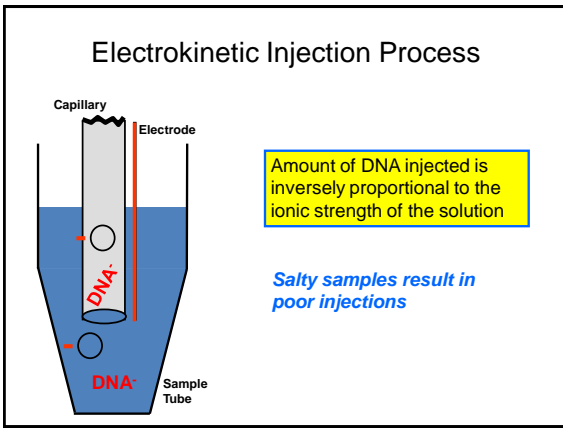 Electrokinetic Injection Process
Capillary
Electrode
Amount of DNA injected is
inversely proportional to the
ionic strength of the solution
DNA-
Salty samples result in
poor injections
DNA-
Sample
Tube